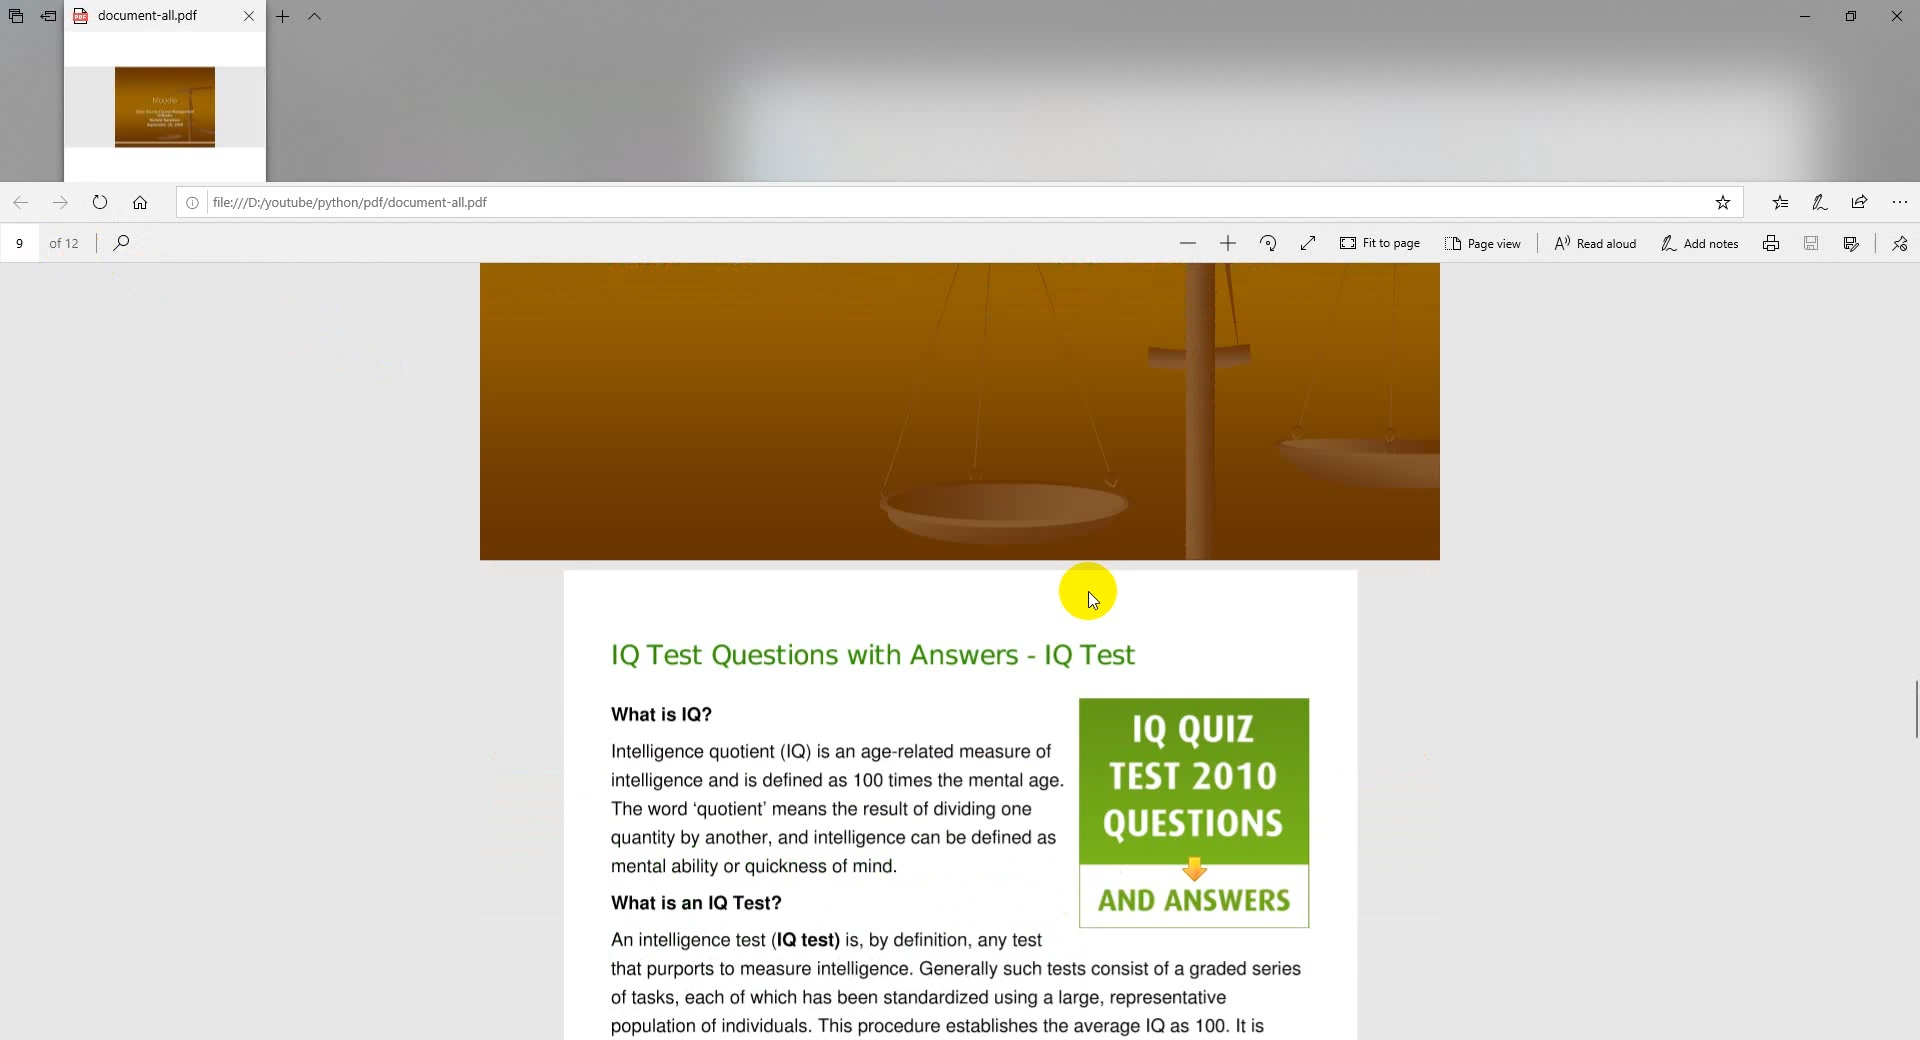 document-all.pdf
Moodle
file:///D:/youtube/python/pdf/document-all.pdf
9 of 12
Fit to page
Page view
Read aloud
Add notes
IQ Test Questions with Answers - IQ Test
What is IQ?
Intelligence quotient (IQ) is an age-related measure of
intelligence and is defined as 100 times the mental age.
The word ‘quotient’ means the result of dividing one
quantity by another, and intelligence can be defined as
mental ability or quickness of mind.
IQ QUIZ
TEST 2010
QUESTIONS
AND ANSWERS
What is an IQ Test?
An intelligence test (IQ test) is, by definition, any test
that purports to measure intelligence. Generally such tests consist of a graded series
of tasks, each of which has been standardized using a large, representative
population of individuals. This procedure establishes the average IQ as 100. It is